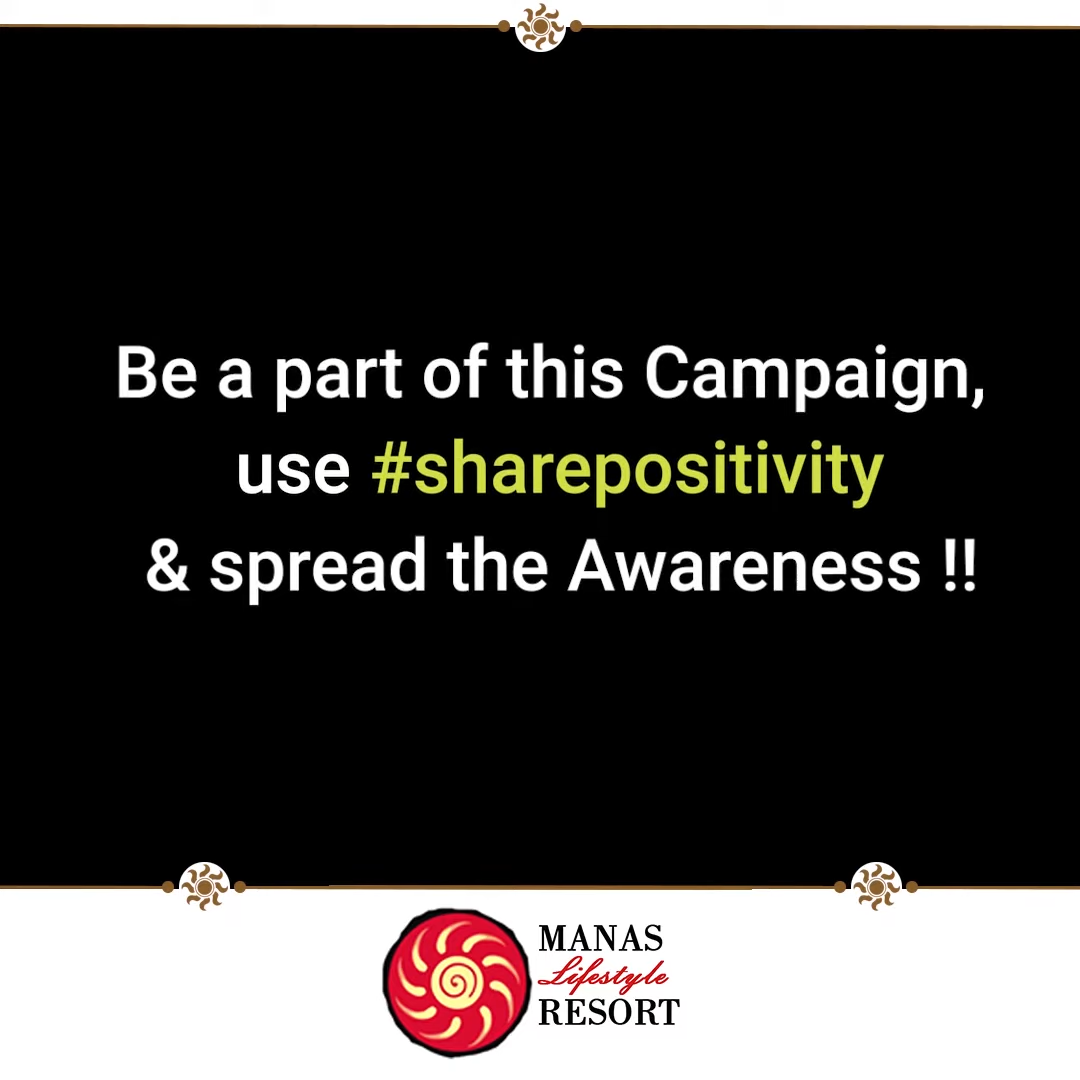 Be a part of this Campaign,
use #sharepositivity
& spread the Awareness !!
MANAS
Lifestyle
RESORT